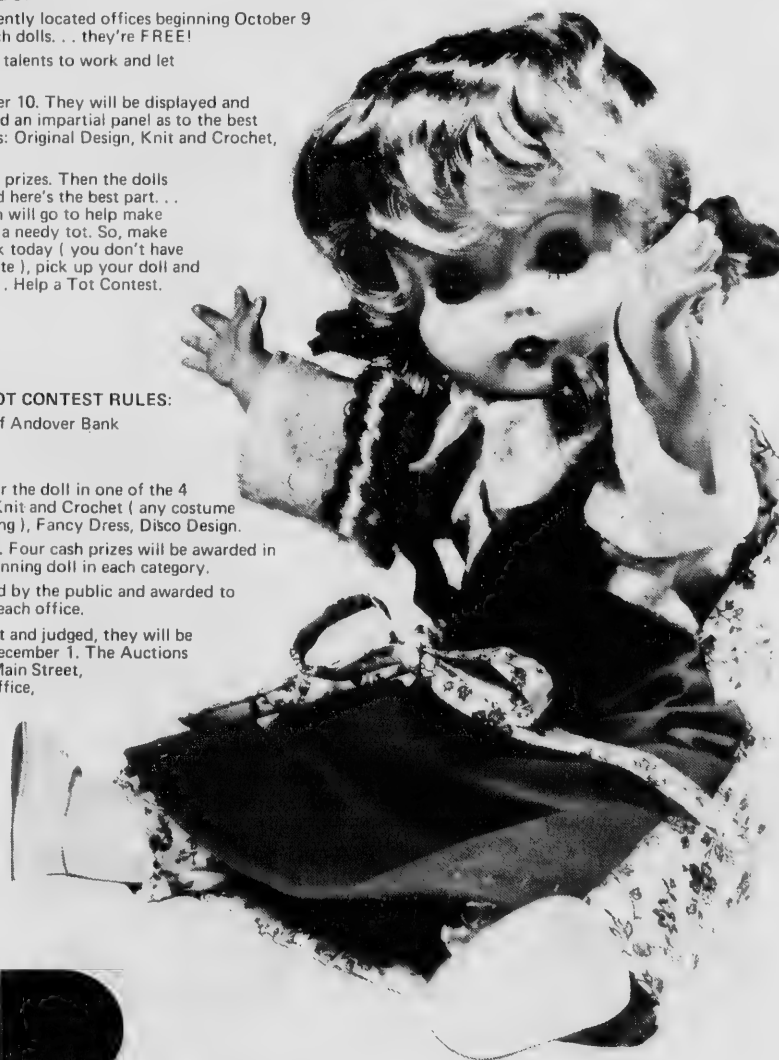 ently located offices beginning October 9
ch dolls. . . they're FREE!
talents to work and let
er 10. They will be displayed and
d an impartial panel as to the best
s: Original Design, Knit and Crochet,
prizes. Then the dolls
d here's the best part. . .
n will go to help make
a needy tot. So, make
k today ( you don't have
te ), pick up your doll and
. Help a Tot Contest.
OT CONTEST RULES:
f Andover Bank
r the doll in one of the 4
Knit and Crochet ( any costume
ng ), Fancy Dress, Disco Design.
. Four cash prizes will be awarded in
nning doll in each category.
d by the public and awarded to
each office.
t and judged, they will be
ecember 1. The Auctions
Main Street,
ffice,